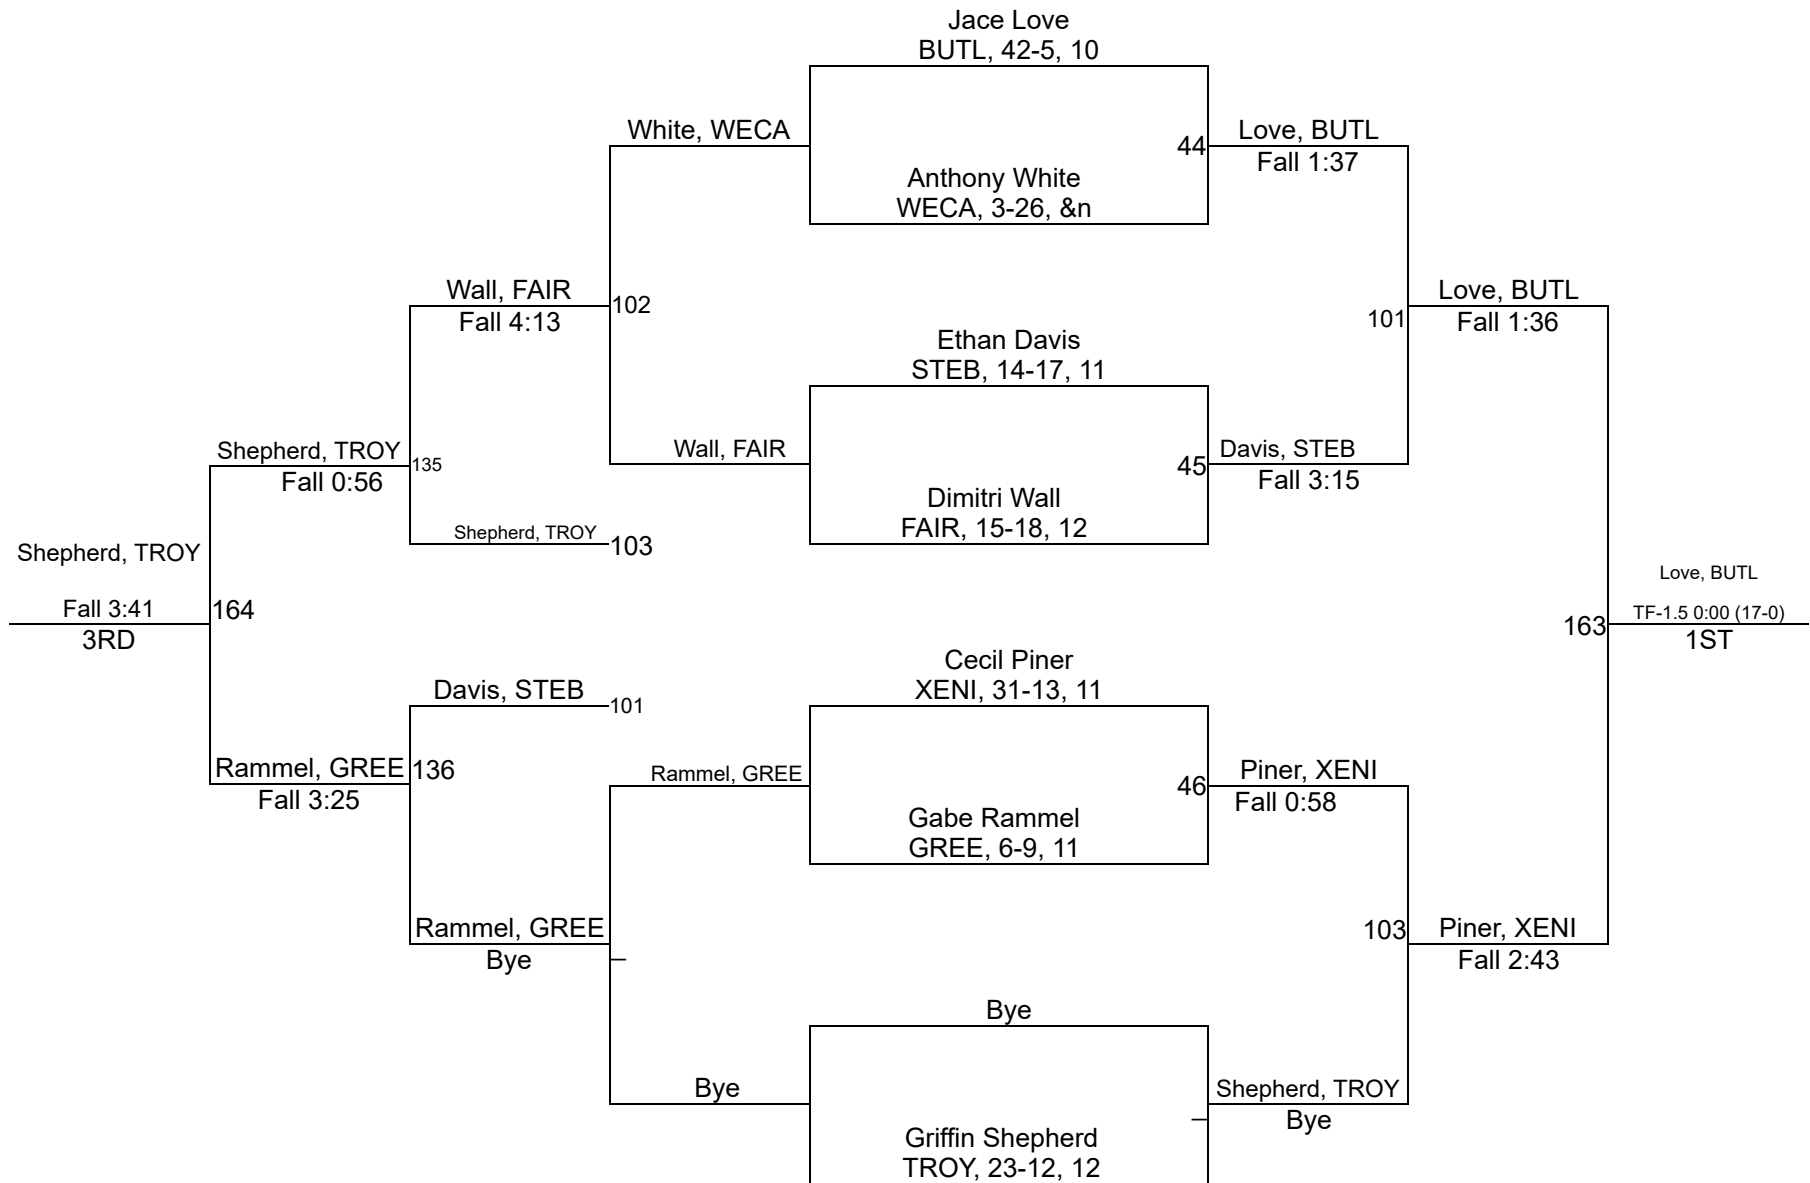 Jace Love
BUTL, 42-5, 10
White, WECA
44
Love, BUTL
Fall 1:37
Anthony White
WECA, 3-26, &n
Wall, FAIR
Fall 4:13
102
101
Love, BUTL
Fall 1:36
Ethan Davis
STEB, 14-17, 11
Shepherd, TROY
Fall 0:56
135
Wall, FAIR
45
Davis, STEB
Fall 3:15
Dimitri Wall
FAIR, 15-18, 12
Shepherd, TROY
103
Shepherd, TROY
Fall 3:41
3RD
164
163
Love, BUTL
TF-1.5 0:00 (17-0)
1ST
Davis, STEB
101
Cecil Piner
XENI, 31-13, 11
Rammel, GREE
Fall 3:25
136
Rammel, GREE
46
Piner, XENI
Fall 0:58
Gabe Rammel
GREE, 6-9, 11
Rammel, GREE
Bye
103
Piner, XENI
Fall 2:43
Bye
Bye
Shepherd, TROY
Bye
Griffin Shepherd
TROY, 23-12, 12